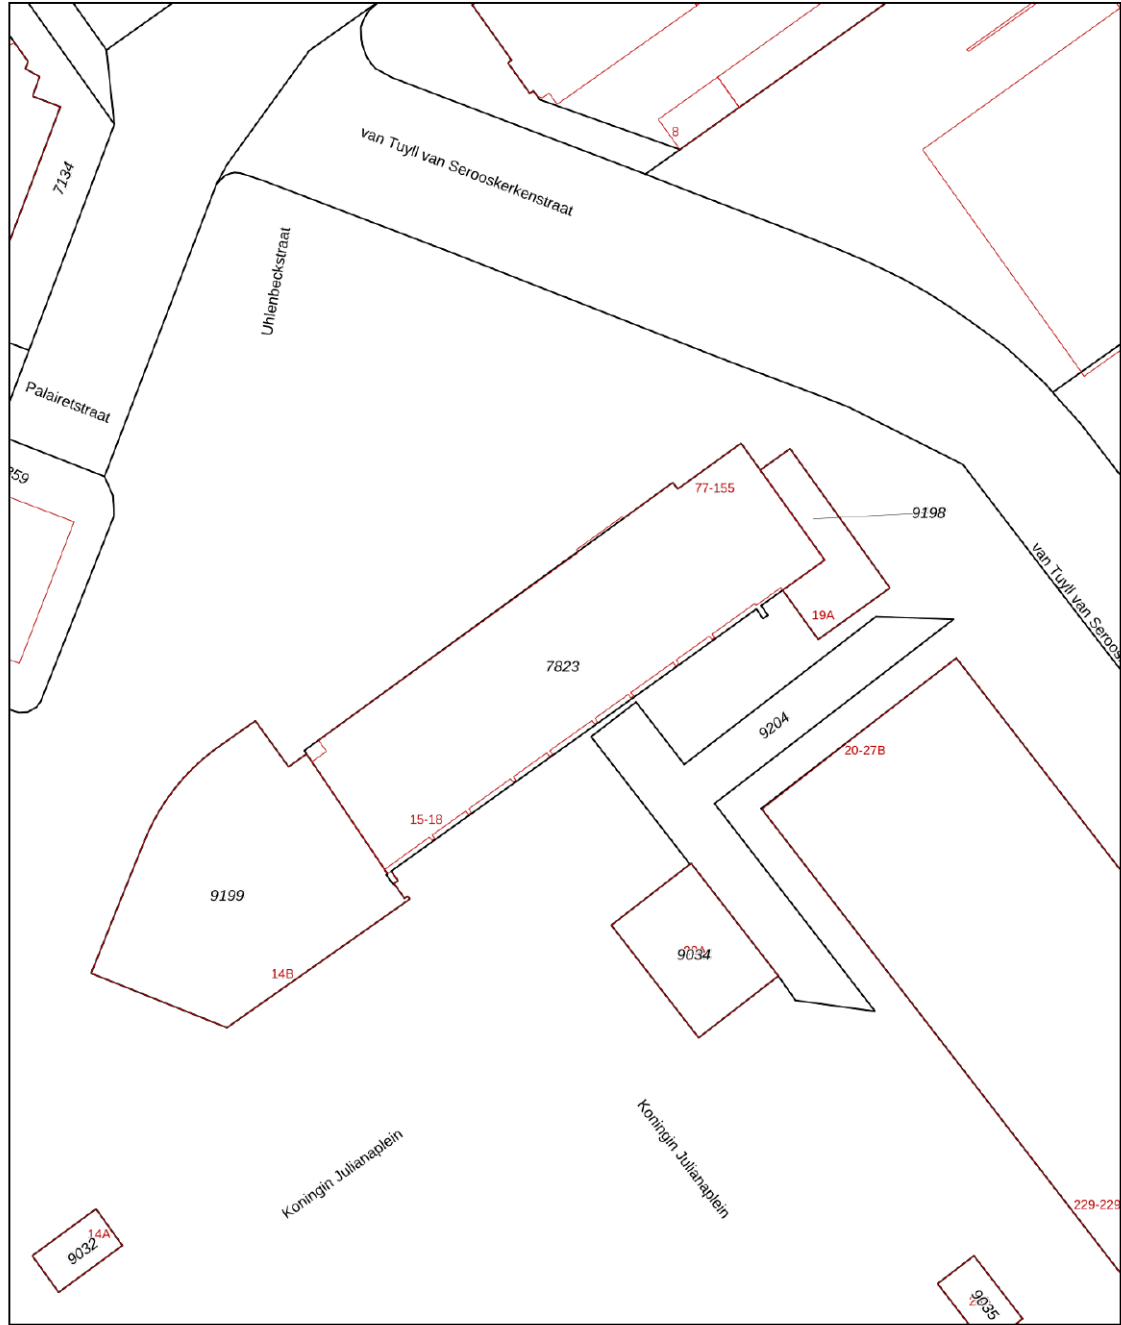 8
van Tuyll van Serooskerkenstraat
7134
Uhlenbeckstraat
Palairetstraat
259
77-155
9198
van Tuyll van Seroos
19A
7823
9204
20-27B
15-18
9199
9034
14B
Koningin Julianaplein
Koningin Julianaplein
229-229
14A
9032
9035